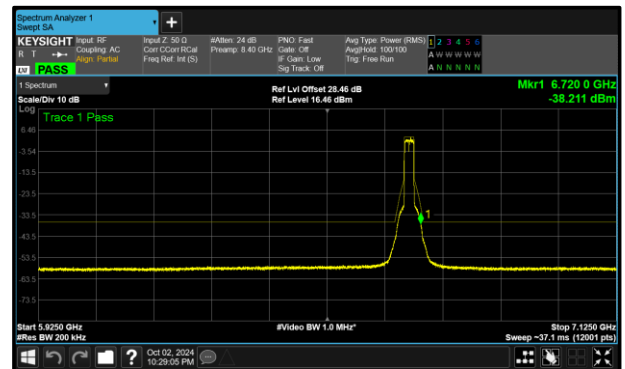 Spectrum Analyzer 1
Swept SA
KEYSIGHT
R T
PASS
Input: RF
Coupling: AC
Align: Partial
Input Z: 50 Ω
Corr CCorr RCal
Freq Ref: Int (S)
#Atten: 24 dB
Preamp: 8.40 GHz
PNO: Fast
Gate: Off
IF Gain: Low
Sig Track: Off
Avg Type: Power (RMS)
Avg|Hold: 100/100
Trig: Free Run
1 2 3 4 5 6
A W W W W W
A N N N N N
1 Spectrum
Scale/Div 10 dB
Log
Ref Lvl Offset 28.46 dB
Ref Level 16.46 dBm
Mkr1 6.720 0 GHz
-38.211 dBm
Trace 1 Pass
6.46
-3.54
-13.5
-23.5
-33.5
-43.5
-53.5
-63.5
-73.5
1
Start 5.9250 GHz
#Res BW 200 kHz
#Video BW 1.0 MHz*
Stop 7.1250 GHz
Sweep ~37.1 ms (12001 pts)
?
Oct 02, 2024
10:29:05 PM